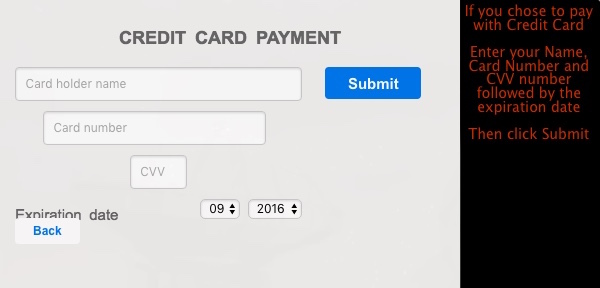 CREDIT CARD PAYMENT
Card holder name
Submit
Card number
CVV
Expiration date
09
2016
Back
If you chose to pay
with Credit Card
Enter your Name,
Card Number and
CVV number
followed by the
expiration date
Then click Submit